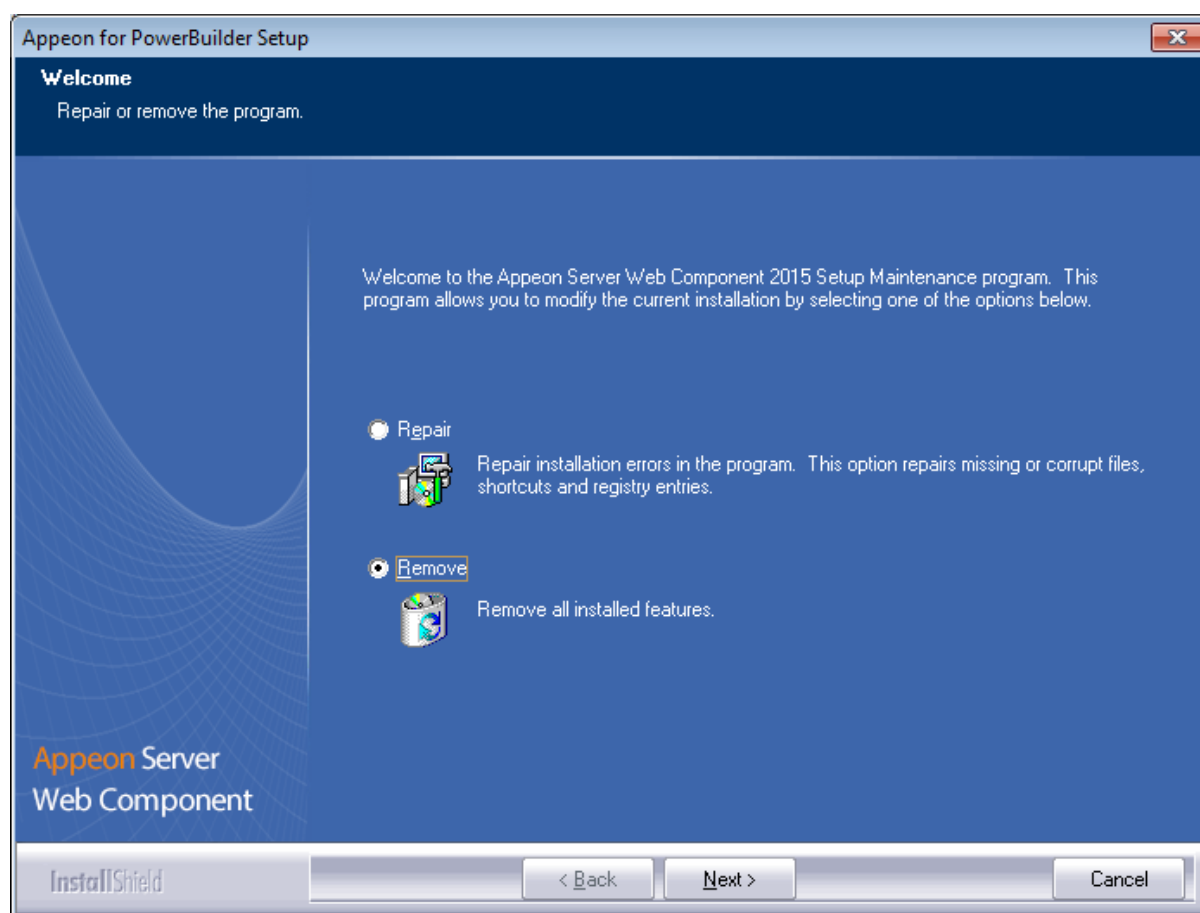 Appeon for PowerBuilder Setup
Welcome
Repair or remove the program.
Welcome to the Appeon Server Web Component 2015 Setup Maintenance program.  This
program allows you to modify the current installation by selecting one of the options below.
Repair
Repair installation errors in the program.  This option repairs missing or corrupt files,
shortcuts and registry entries.
Remove
Remove all installed features.
Appeon Server
Web Component
InstallShield
< Back
Next >
Cancel